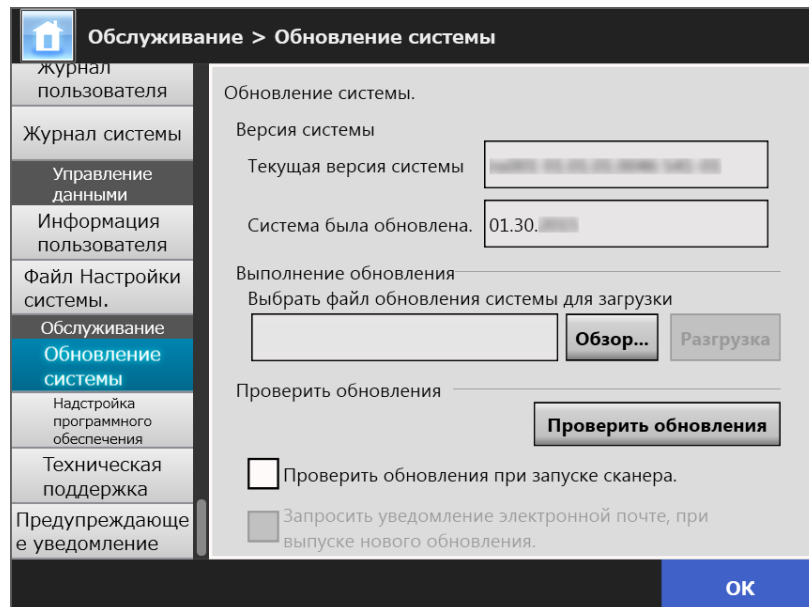 Обслуживание > Обновление системы
Журнал
пользователя
Журнал системы
Управление
данными
Информация
пользователя
Файл Настройки
системы.
Обслуживание
Обновление
системы
Надстройка
программного
обеспечения
Техническая
поддержка
Предупреждающе
е уведомление
Обновление системы.
Версия системы
Текущая версия системы
Система была обновлена. 01.30.
Выполнение обновления
Выбрать файл обновления системы для загрузки
Обзор... Разгрузка
Проверить обновления
Проверить обновления
Проверить обновления при запуске сканера.
Запросить уведомление электронной почте, при
выпуске нового обновления.
ОК